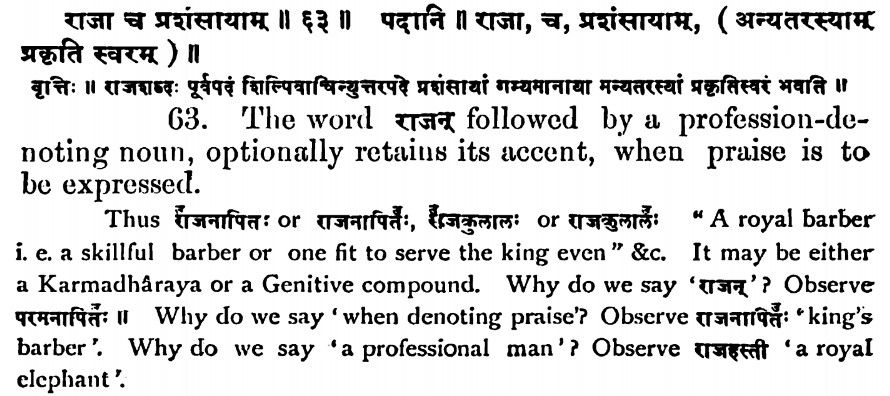 राजा च प्रशंसायाम् ॥ ६३ ॥ पदानि ॥ राजा, च, प्रशंसायाम्, ( अन्यतरस्याम्
प्रकृति स्वरम् ) ॥
वृत्तिः ॥ राजशब्दः पूर्वपदं शिल्पिवाचिन्युत्तरपदे प्रशंसायां गम्यमानाया मन्यतरस्यां प्रकृतिस्वरं भवति ॥
63. The word राजन् followed by a profession-de-
noting noun, optionally retains its accent, when praise is to
be expressed.
Thus रा॑जनापितः or राजनापितः॑, रा॑जकुलालः or राजकुलालः॑ "A royal barber
i. e. a skillful barber or one fit to serve the king even" &c. It may be either
a Karmadhâraya or a Genitive compound. Why do we say 'राजन्'? Observe
परमनापितः॑ ॥ Why do we say 'when denoting praise'? Observe राजनापितः॑ 'king's
barber'. Why do we say 'a professional man'? Observe राजहस्ती॑ 'a royal
elephant'.